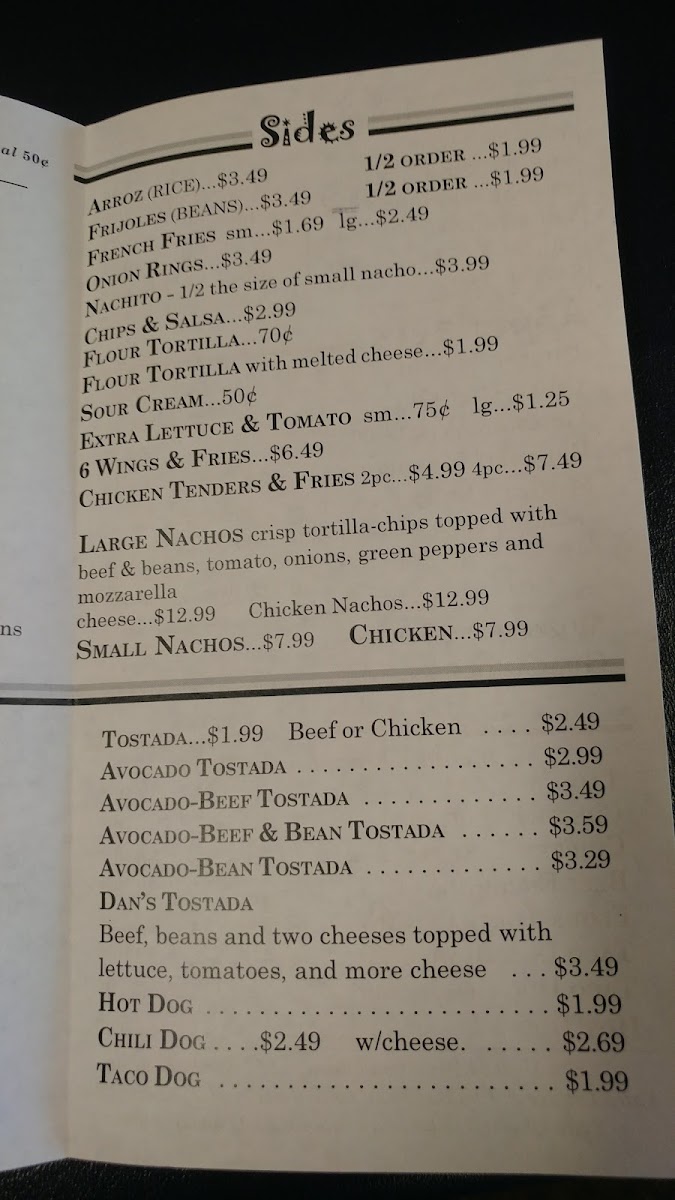 al 50¢
ns
Sides
ARROZ (RICE)...$3.49 1/2 ORDER ...$1.99
FRIJOLES (BEANS)...$3.49 1/2 ORDER ...$1.99
FRENCH FRIES sm...$1.69 lg...$2.49
ONION RINGS...$3.49
NACHITO - 1/2 the size of small nacho...$3.99
CHIPS & SALSA...$2.99
FLOUR TORTILLA...70¢
FLOUR TORTILLA with melted cheese...$1.99
SOUR CREAM...50¢
EXTRA LETTUCE & TOMATO sm...75¢ lg...$1.25
6 WINGS & FRIES...$6.49
CHICKEN TENDERS & FRIES 2pc...$4.99 4pc...$7.49
LARGE NACHOS crisp tortilla-chips topped with
beef & beans, tomato, onions, green peppers and
mozzarella
cheese...$12.99 Chicken Nachos...$12.99
SMALL NACHOS...$7.99 CHICKEN...$7.99
TOSTADA...$1.99 Beef or Chicken .... $2.49
AVOCADO TOSTADA .................. $2.99
AVOCADO-BEEF TOSTADA ............. $3.49
AVOCADO-BEEF & BEAN TOSTADA ...... $3.59
AVOCADO-BEAN TOSTADA ............. $3.29
DAN'S TOSTADA
Beef, beans and two cheeses topped with
lettuce, tomatoes, and more cheese ... $3.49
HOT DOG .......................... $1.99
CHILI DOG ....$2.49 w/cheese. ..... $2.69
TACO DOG ......................... $1.99